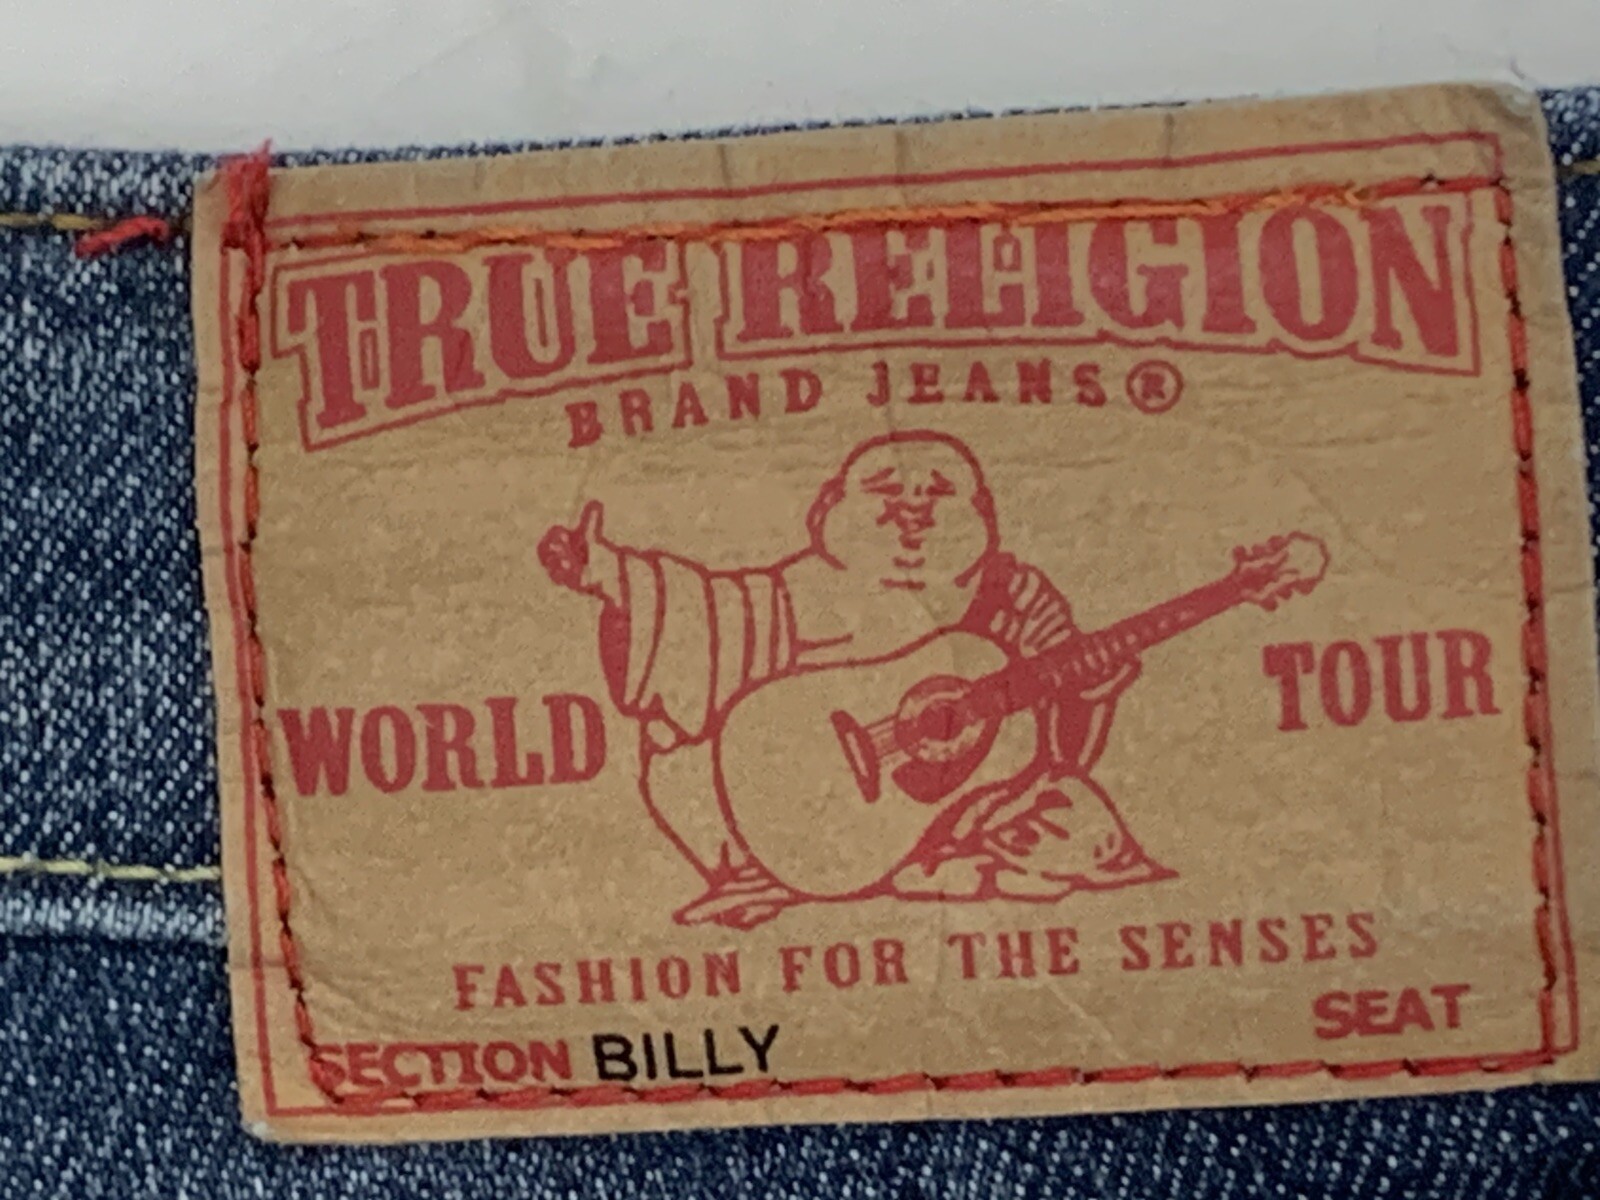 TRUE RELIGION
BRAND JEANS®
WORLD TOUR
FASHION FOR THE SENSES
SEAT
SECTION BILLY